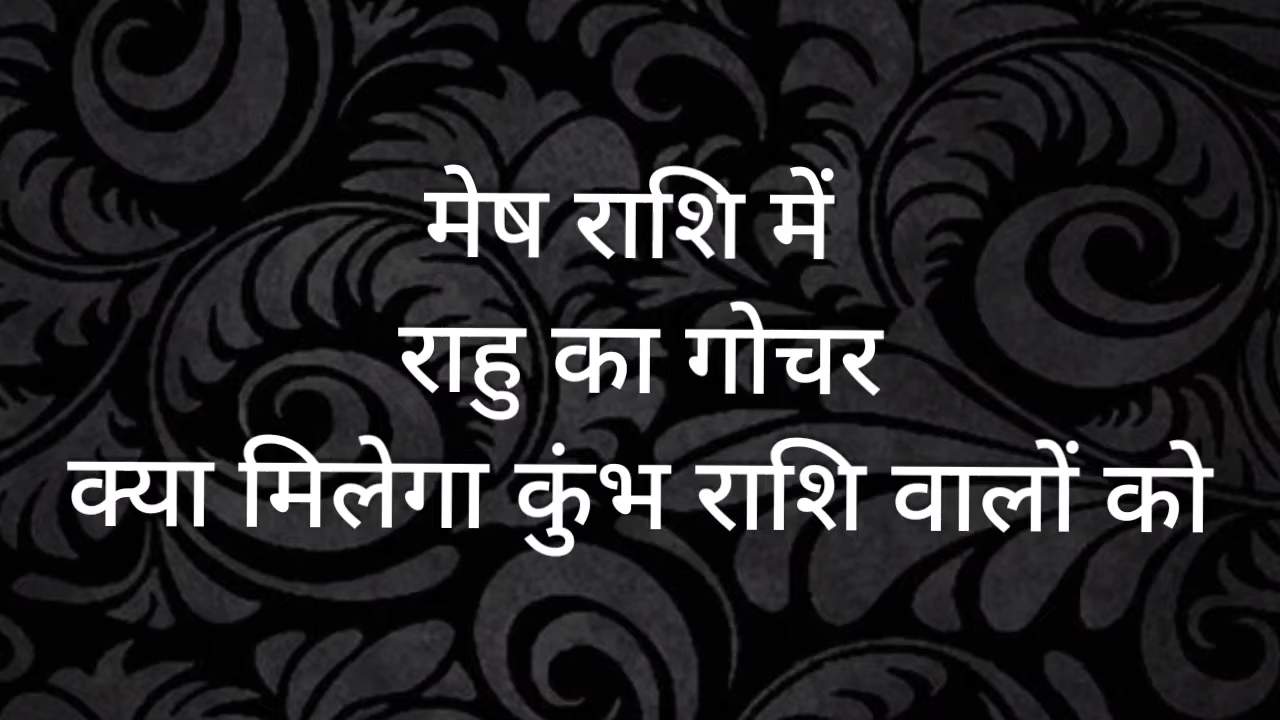 मेष राशि में
राहु का गोचर
क्या मिलेगा कुंभ राशि वालों को